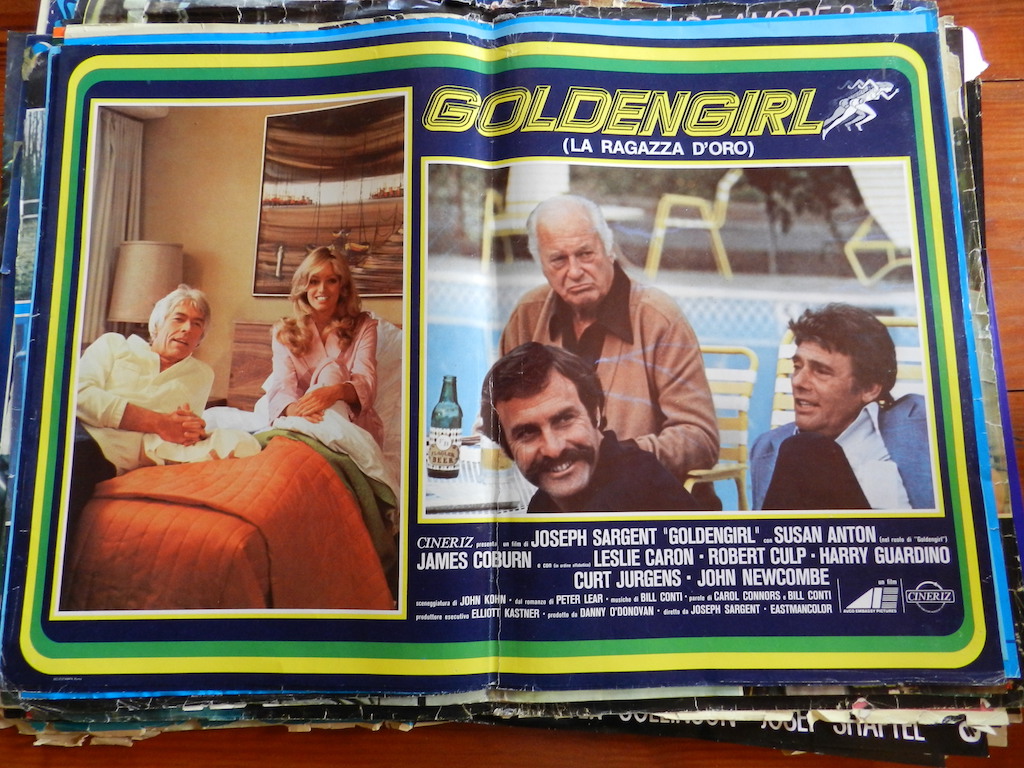 GOLDENGIRL
(LA RAGAZZA D'ORO)
BEER
CINERIZ presenta un film di JOSEPH SARGENT "GOLDENGIRL" con SUSAN ANTON (nel ruolo di "Goldengirl")
JAMES COBURN e con (in ordine alfabetico) LESLIE CARON · ROBERT CULP · HARRY GUARDINO
CURT JURGENS · JOHN NEWCOMBE
sceneggiatura di JOHN KOHN · dal romanzo di PETER LEAR · musiche di BILL CONTI · parole di CAROL CONNORS e BILL CONTI
produttore esecutivo ELLIOTT KASTNER · prodotto da DANNY O'DONOVAN · diretto da JOSEPH SARGENT · EASTMANCOLOR
AVCO EMBASSY PICTURES
un film
CINERIZ